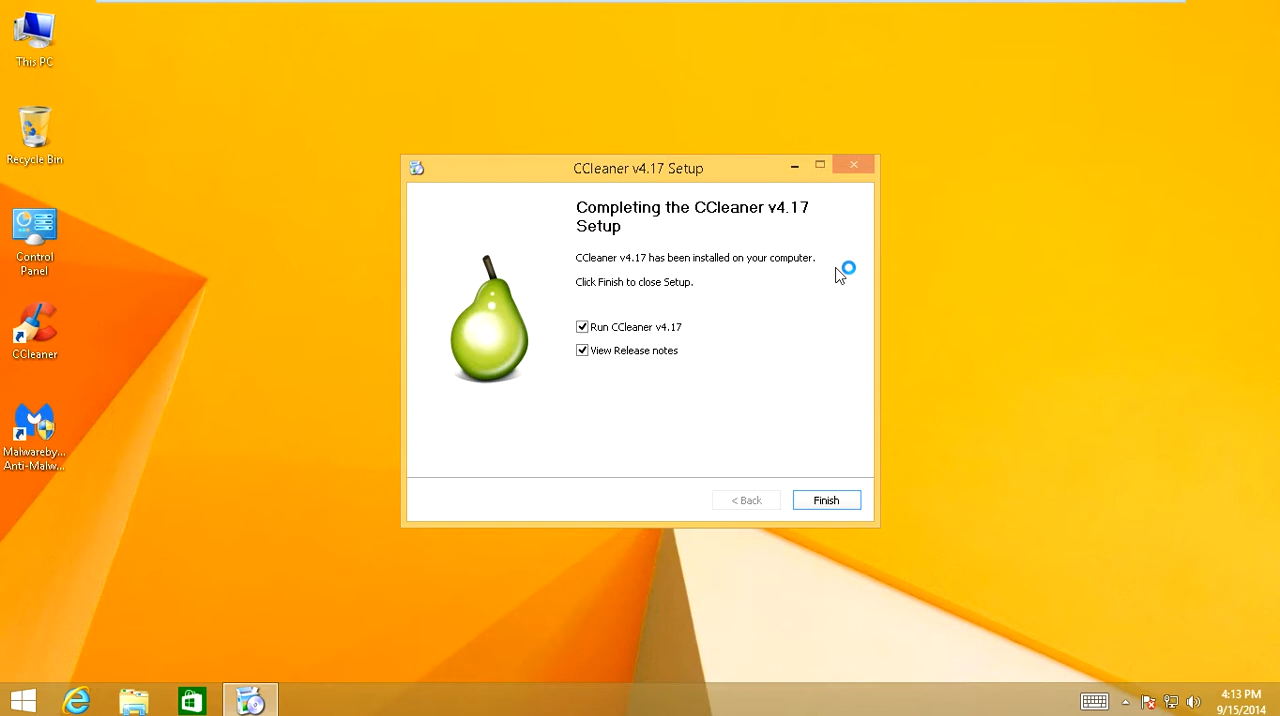 This PC
Recycle Bin
Control
Panel
CCleaner
Malwareby...
Anti-Malw...
CCleaner v4.17 Setup
Completing the CCleaner v4.17
Setup
CCleaner v4.17 has been installed on your computer.
Click Finish to close Setup.
Run CCleaner v4.17
View Release notes
< Back
Finish
4:13 PM
9/15/2014